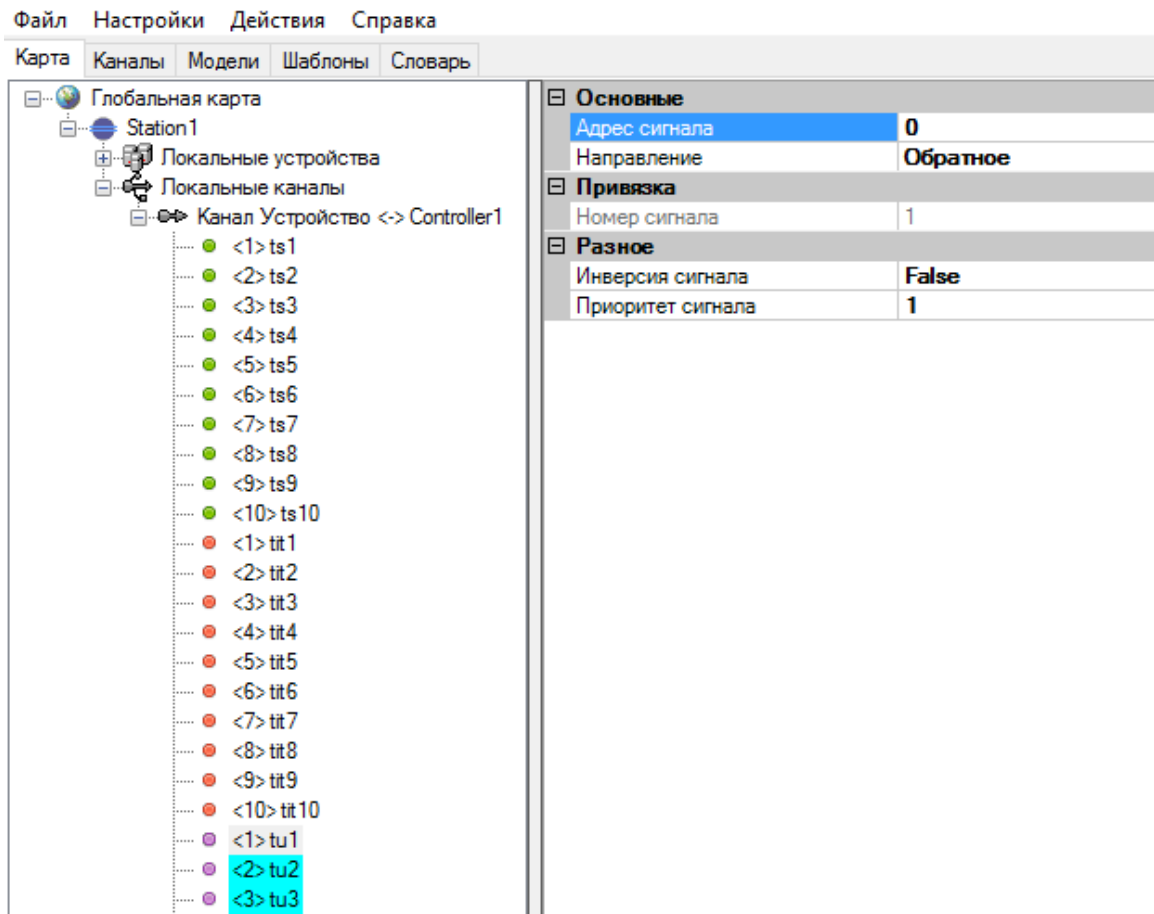 Файл Настройки Действия Справка
Карта Каналы Модели Шаблоны Словарь
Глобальная карта
Station1
Локальные устройства
Локальные каналы
Канал Устройство <-> Controller1
<1> ts1
<2> ts2
<3> ts3
<4> ts4
<5> ts5
<6> ts6
<7> ts7
<8> ts8
<9> ts9
<10> ts10
<1> tit1
<2> tit2
<3> tit3
<4> tit4
<5> tit5
<6> tit6
<7> tit7
<8> tit8
<9> tit9
<10> tit10
<1> tu1
<2> tu2
<3> tu3
Основные
Адрес сигнала 0
Направление Обратное
Привязка
Номер сигнала 1
Разное
Инверсия сигнала False
Приоритет сигнала 1